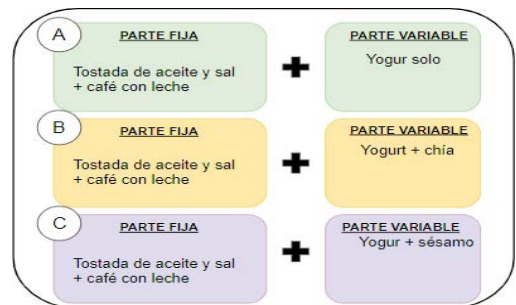 A
PARTE FIJA
Tostada de aceite y sal
+ café con leche
PARTE VARIABLE
Yogur solo
B
PARTE FIJA
Tostada de aceite y sal
+ café con leche
PARTE VARIABLE
Yogurt + chía
C
PARTE FIJA
Tostada de aceite y sal
+ café con leche
PARTE VARIABLE
Yogur + sésamo